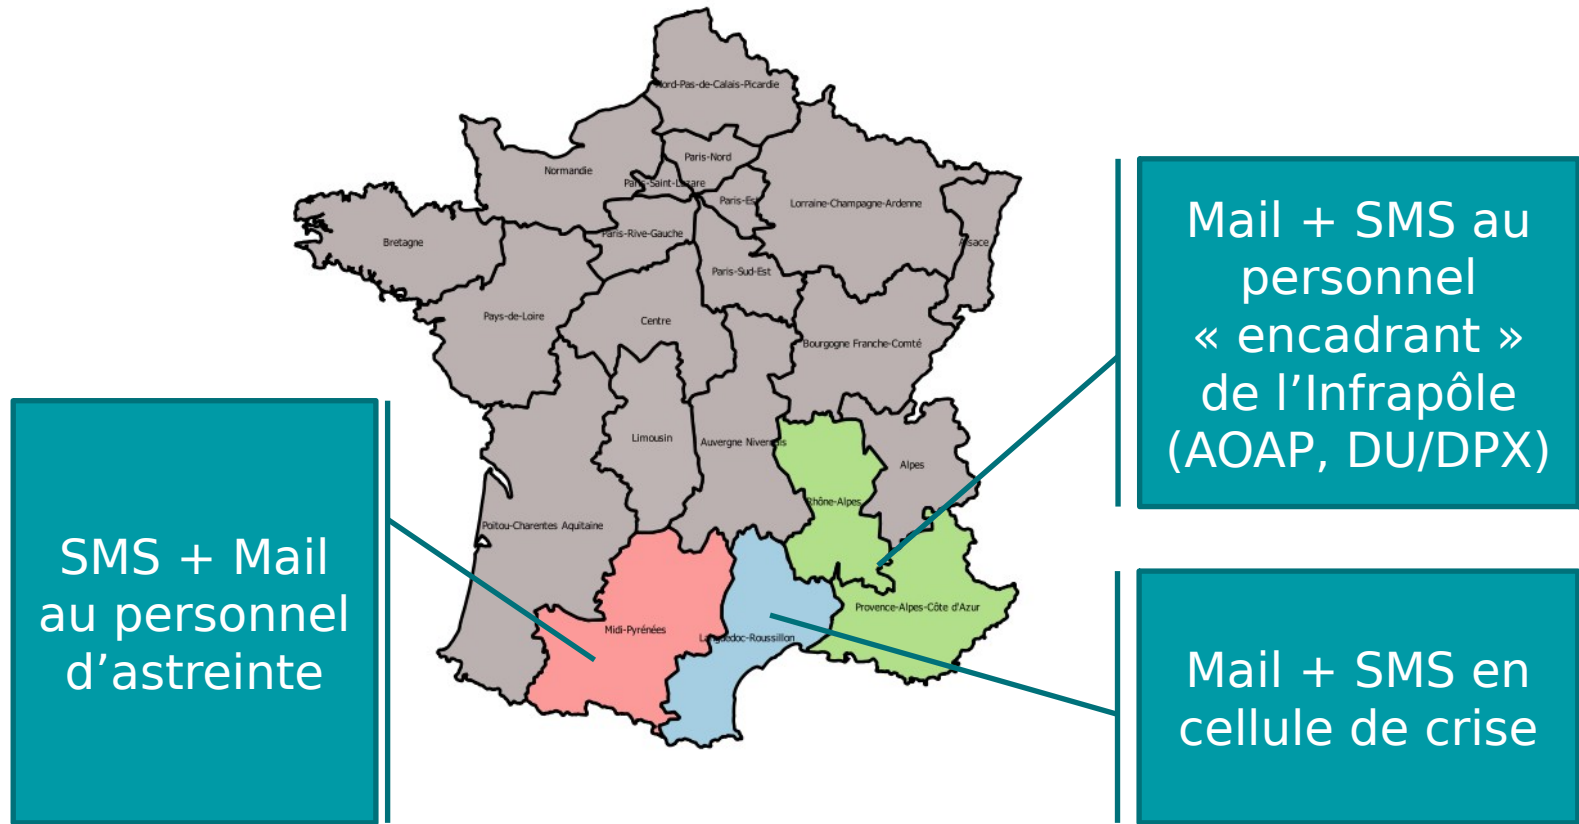 Nord-Pas-de-Calais-Picardie
Paris-Nord
Normandie
Paris-Saint-Lazare
Paris-Est
Lorraine-Champagne-Ardenne
Alsace
Bretagne
Paris-Rive-Gauche
Paris-Sud-Est
Pays-de-Loire
Centre
Bourgogne Franche-Comté
Limousin
Auvergne Nivernais
Alpes
Rhône-Alpes
Poitou-Charentes Aquitaine
Midi-Pyrénées
Languedoc-Roussillon
Provence-Alpes-Côte d'Azur
SMS + Mail
au personnel
d’astreinte
Mail + SMS au
personnel
« encadrant »
de l’Infrapôle
(AOAP, DU/DPX)
Mail + SMS en
cellule de crise